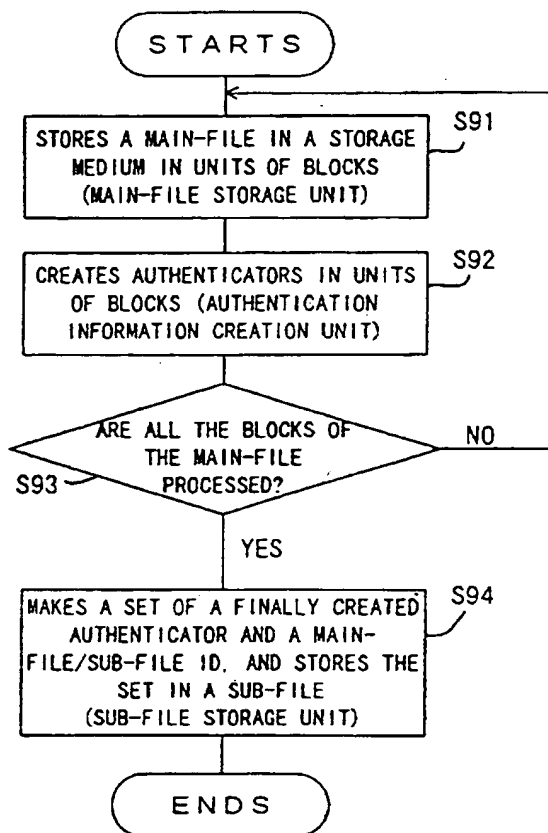 STARTS
S91
STORES A MAIN-FILE IN A STORAGE
MEDIUM IN UNITS OF BLOCKS
(MAIN-FILE STORAGE UNIT)
S92
CREATES AUTHENTICATORS IN UNITS
OF BLOCKS (AUTHENTICATION
INFORMATION CREATION UNIT)
ARE ALL THE BLOCKS OF
THE MAIN-FILE
PROCESSED?
NO
S93
YES
S94
MAKES A SET OF A FINALLY CREATED
AUTHENTICATOR AND A MAIN-
FILE/SUB-FILE ID, AND STORES THE
SET IN A SUB-FILE
(SUB-FILE STORAGE UNIT)
ENDS